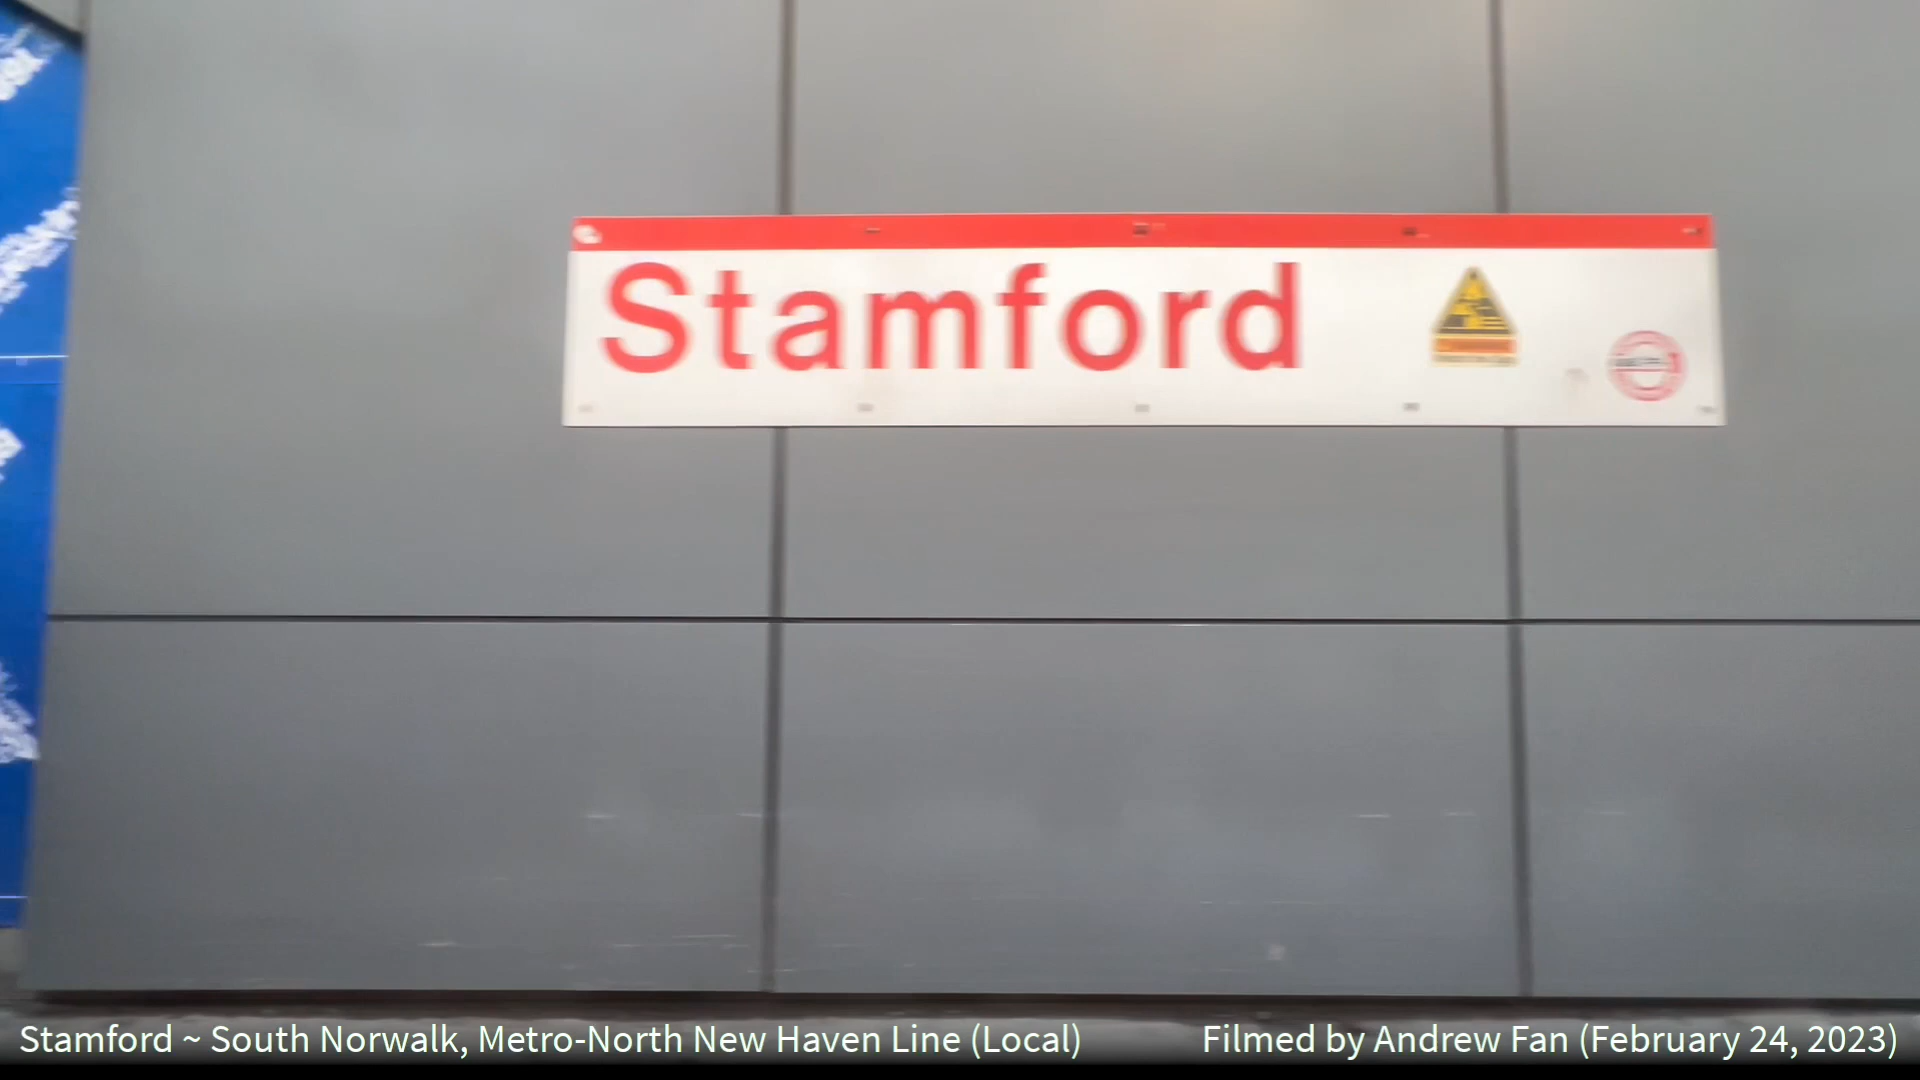 Stamford
Stamford ~ South Norwalk, Metro-North New Haven Line (Local)
Filmed by Andrew Fan (February 24, 2023)